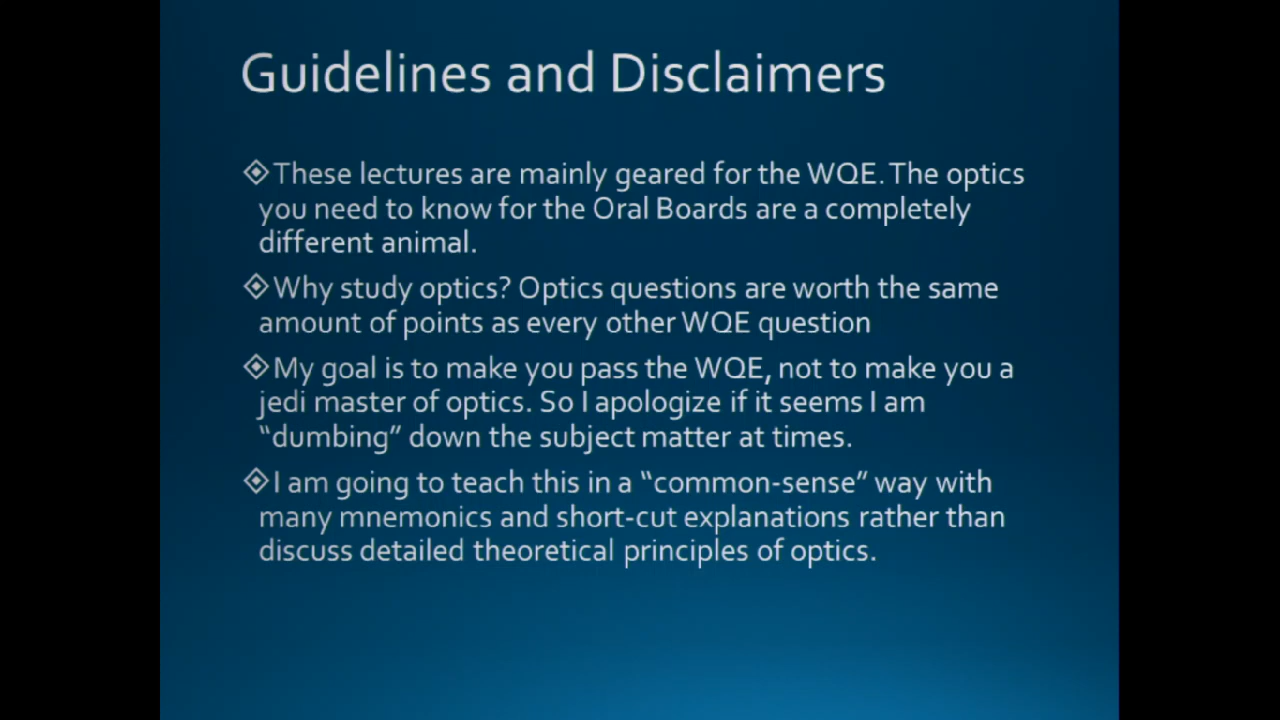 Guidelines and Disclaimers
These lectures are mainly geared for the WQE. The optics
you need to know for the Oral Boards are a completely
different animal.
Why study optics? Optics questions are worth the same
amount of points as every other WQE question
My goal is to make you pass the WQE, not to make you a
jedi master of optics. So I apologize if it seems I am
“dumbing” down the subject matter at times.
I am going to teach this in a “common-sense” way with
many mnemonics and short-cut explanations rather than
discuss detailed theoretical principles of optics.